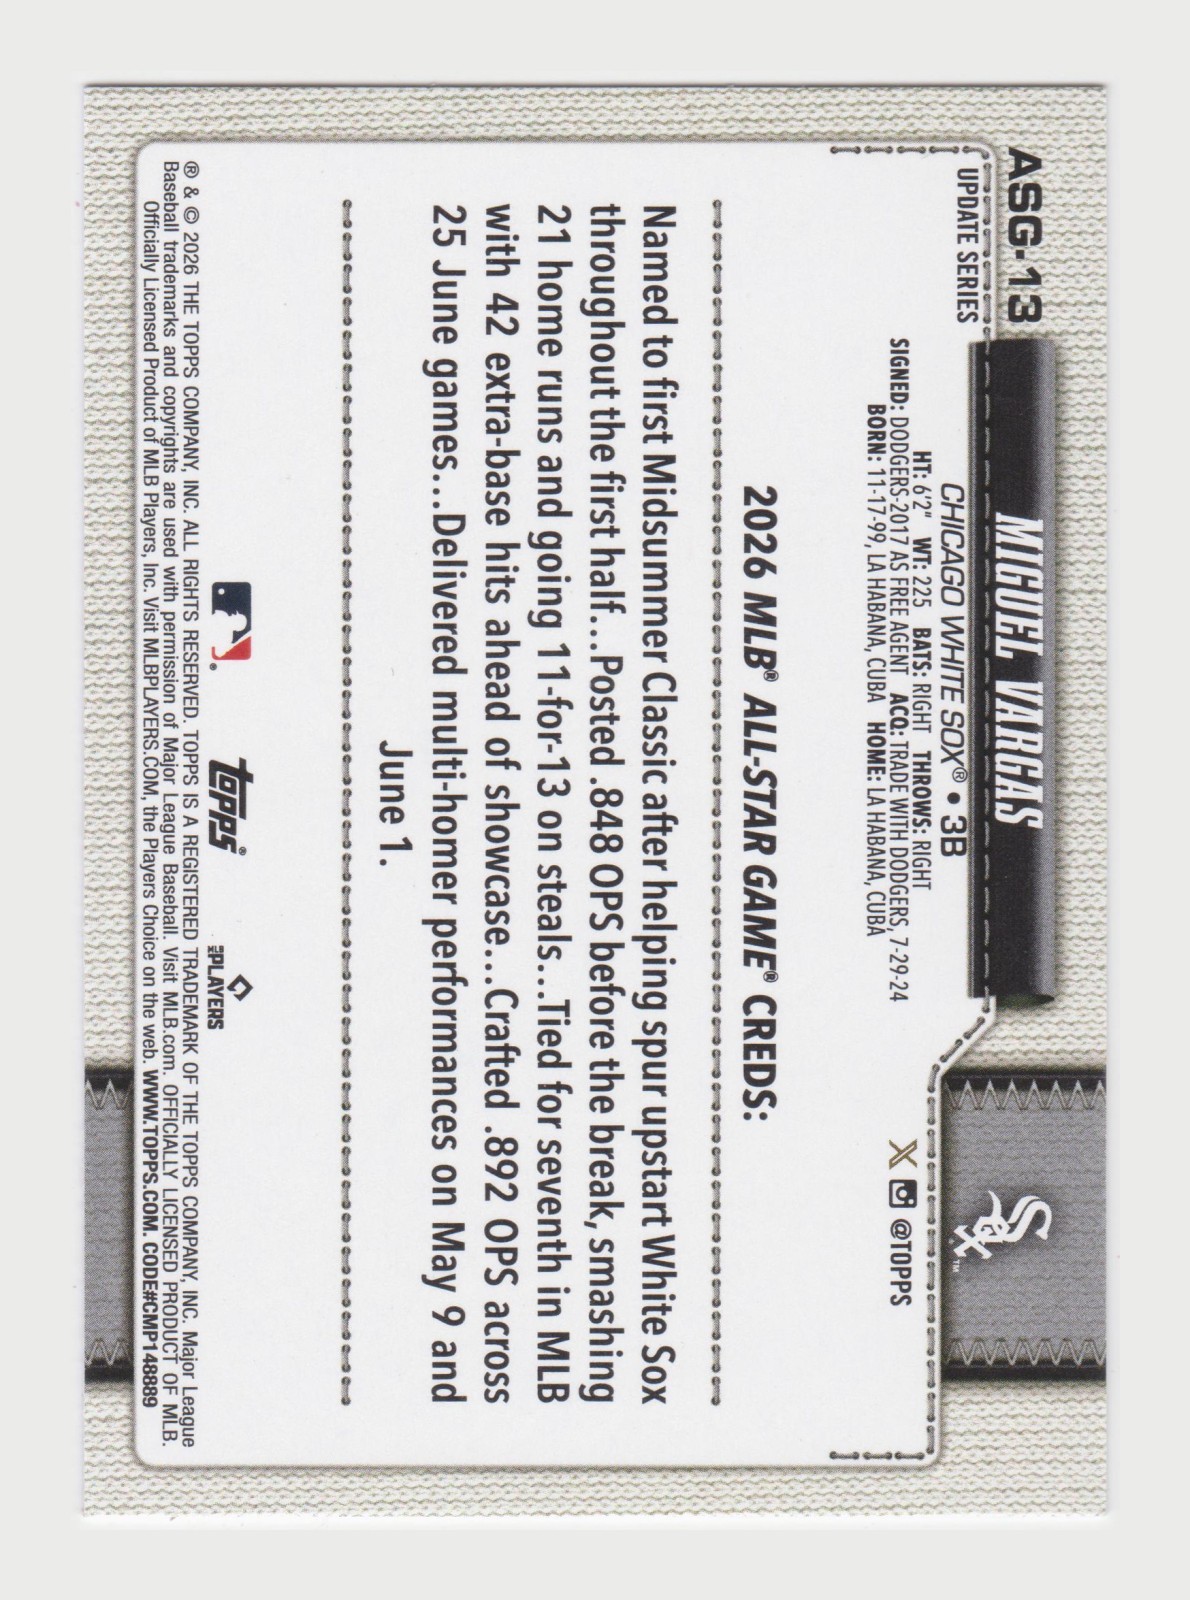 ASG-13
UPDATE SERIES
MIGUEL VARGAS
CHICAGO WHITE SOX® • 3B
HT: 6'2" WT: 225 BATS: RIGHT THROWS: RIGHT
SIGNED: DODGERS-2017 AS FREE AGENT ACQ: TRADE WITH DODGERS, 7-29-24
BORN: 11-17-99, LA HABANA, CUBA HOME: LA HABANA, CUBA
Sox™
X @TOPPS
2026 MLB® ALL-STAR GAME® CREDS:
Named to first Midsummer Classic after helping spur upstart White Sox
throughout the first half...Posted .848 OPS before the break, smashing
21 home runs and going 11-for-13 on steals...Tied for seventh in MLB
with 42 extra-base hits ahead of showcase...Crafted .892 OPS across
25 June games...Delivered multi-homer performances on May 9 and
June 1.
topps®
MLB PLAYERS
® & © 2026 THE TOPPS COMPANY, INC. ALL RIGHTS RESERVED. TOPPS IS A REGISTERED TRADEMARK OF THE TOPPS COMPANY, INC. Major League
Baseball trademarks and copyrights are used with permission of Major League Baseball. Visit MLB.com. OFFICIALLY LICENSED PRODUCT OF MLB.
Officially Licensed Product of MLB Players, Inc. Visit MLBPLAYERS.COM, the Players Choice on the web. WWW.TOPPS.COM. CODE#CMP148889